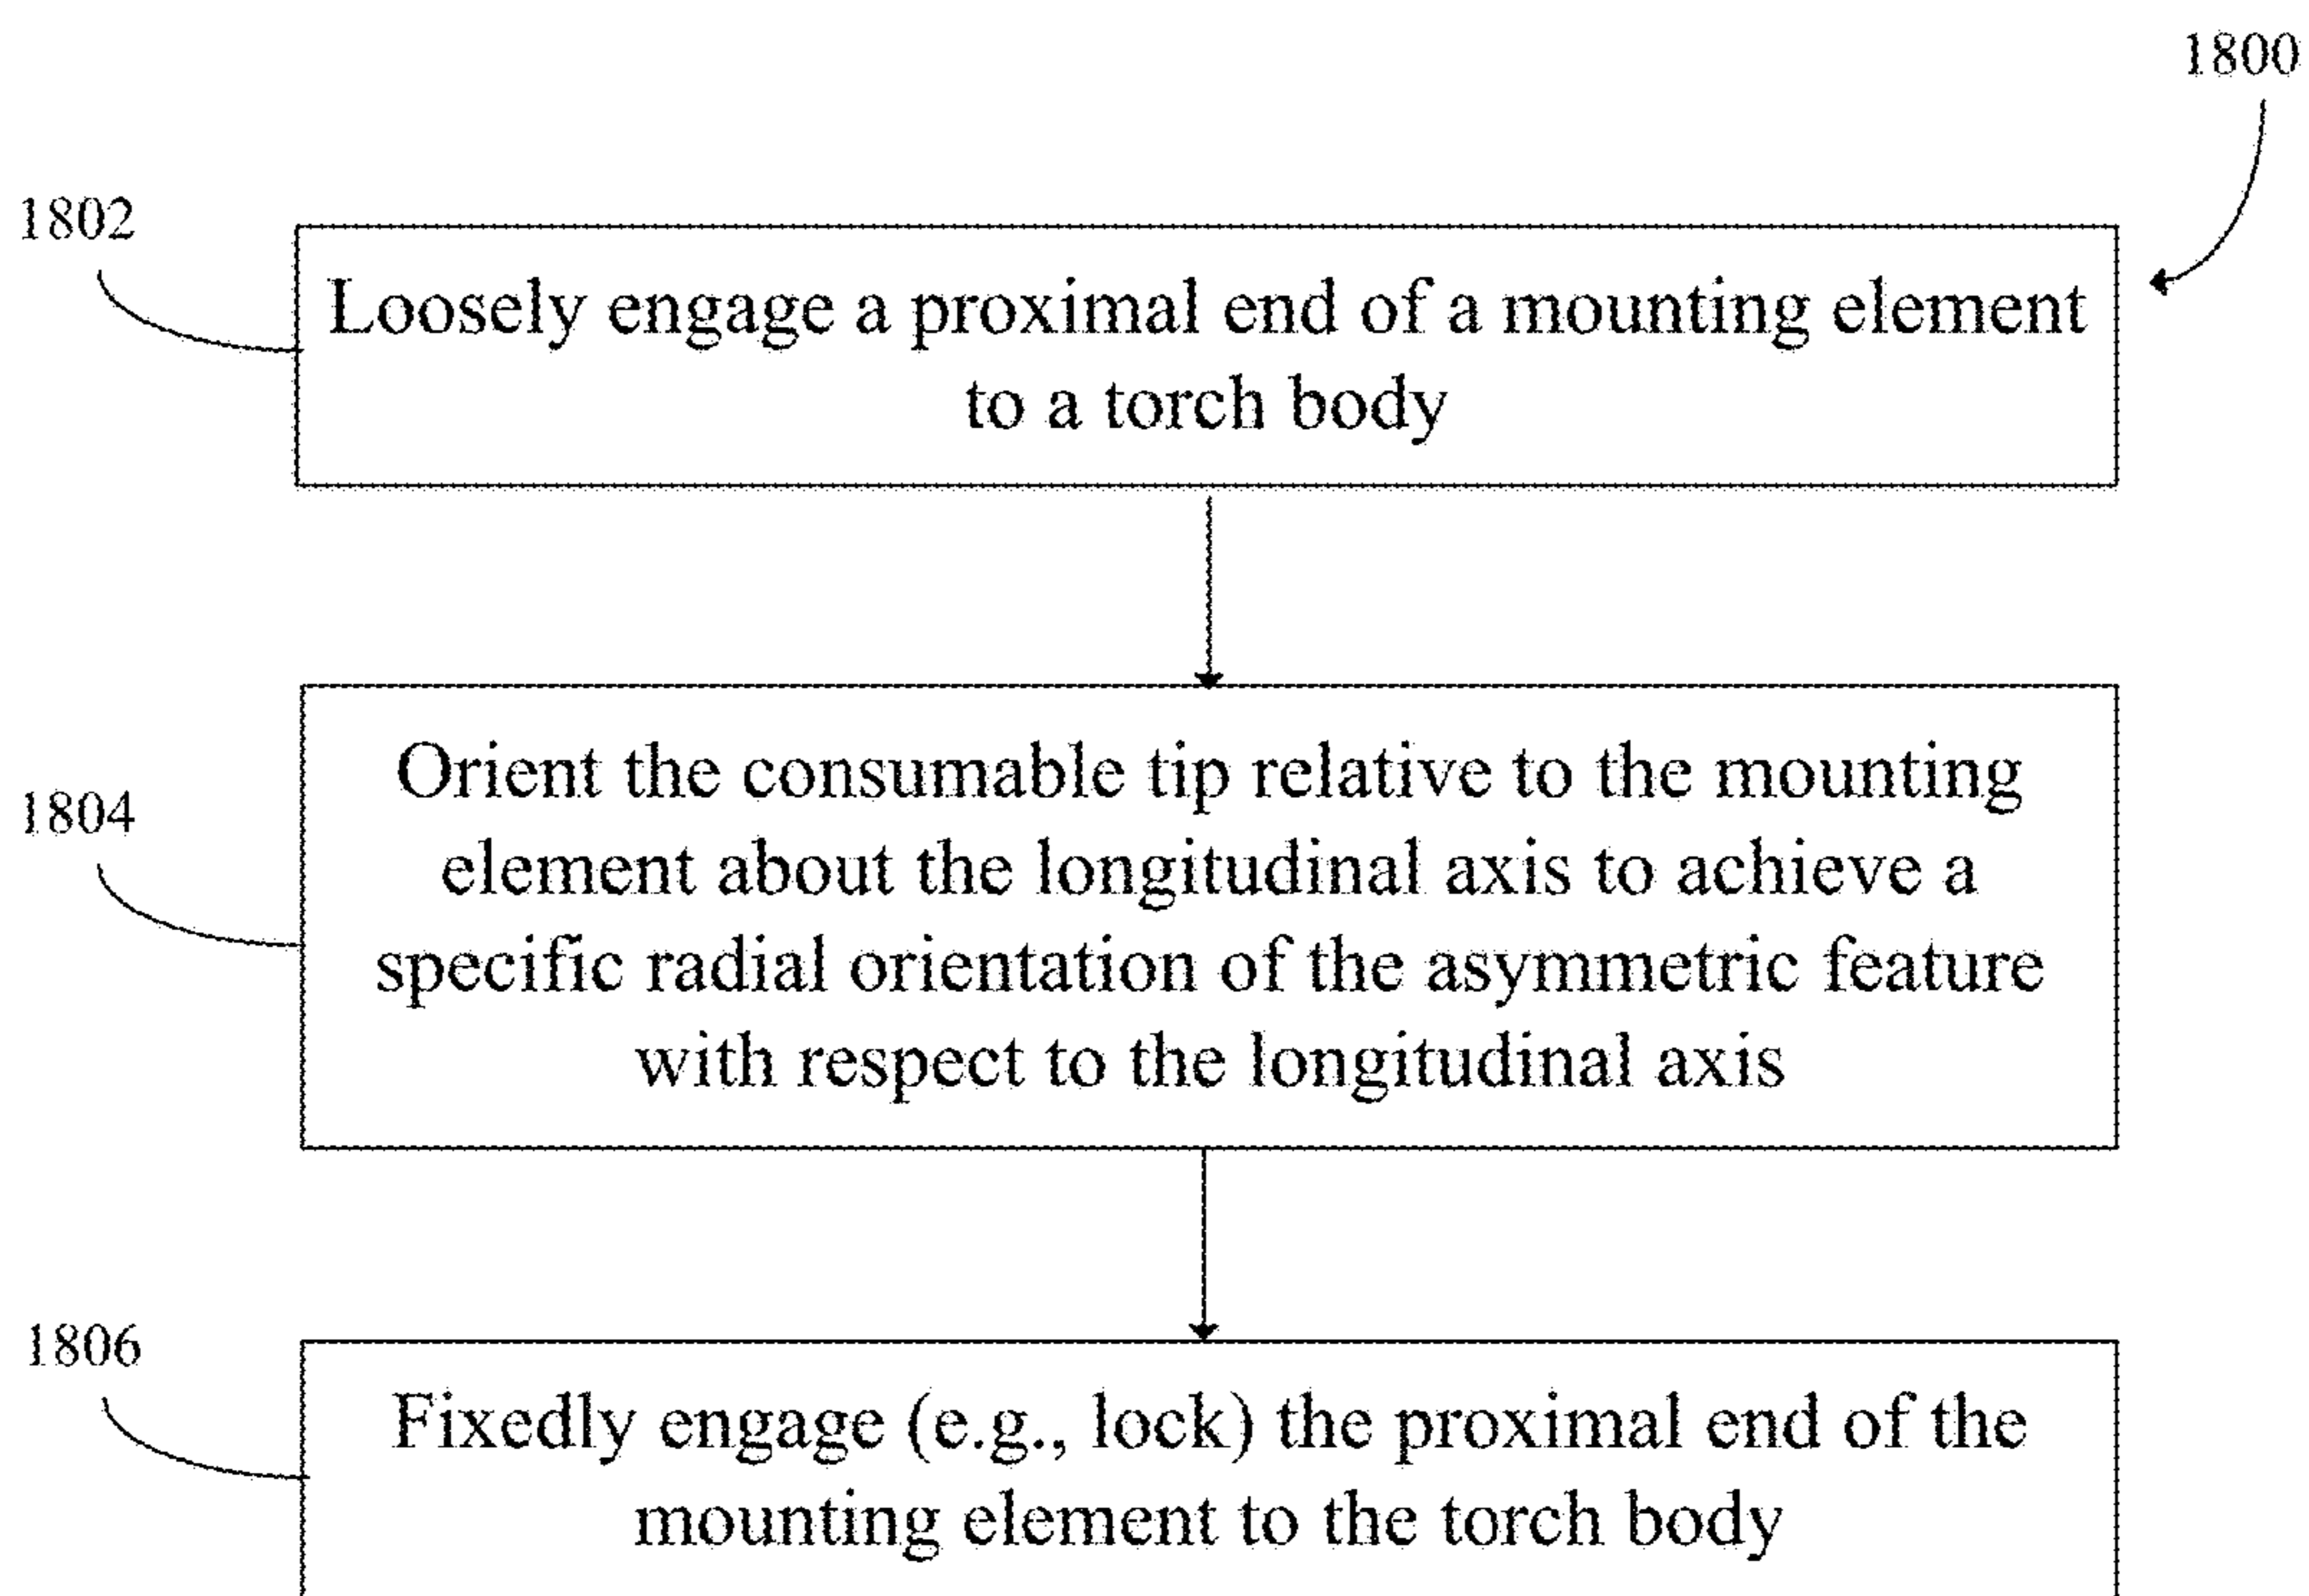 1800
1802
Loosely engage a proximal end of a mounting element
to a torch body
1804
Orient the consumable tip relative to the mounting
element about the longitudinal axis to achieve a
specific radial orientation of the asymmetric feature
with respect to the longitudinal axis
1806
Fixedly engage (e.g., lock) the proximal end of the
mounting element to the torch body